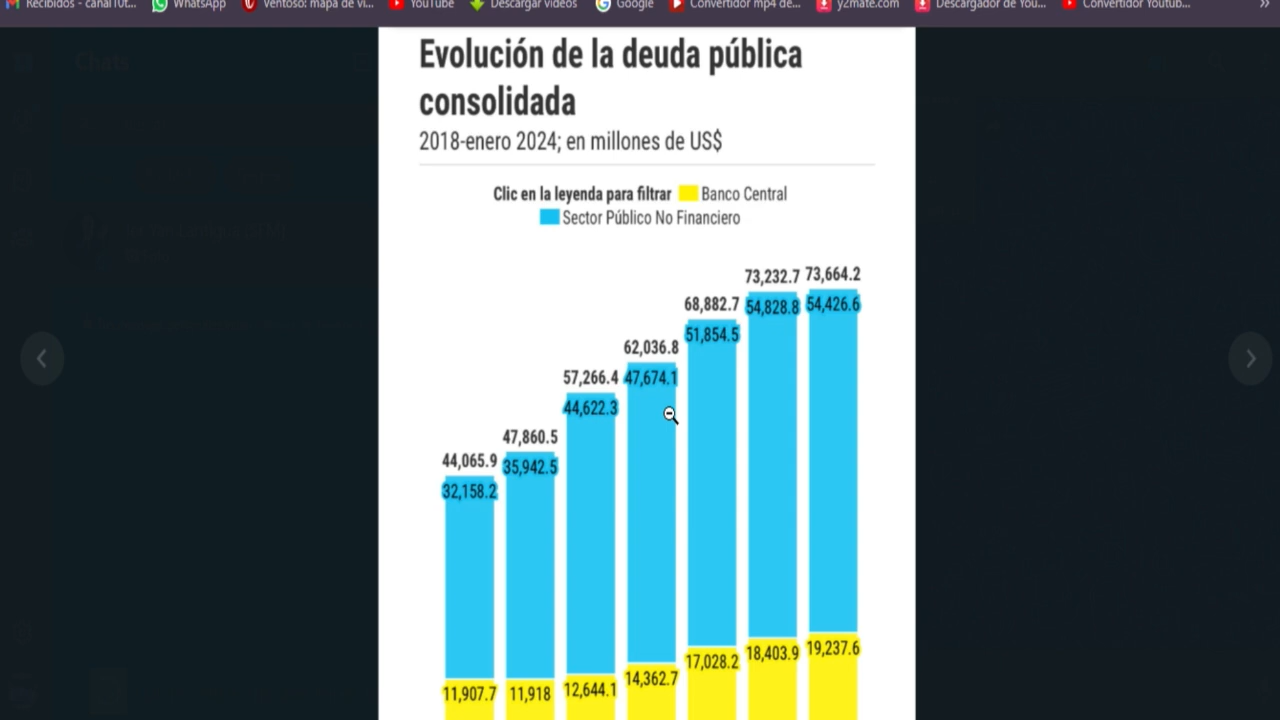 Recibidos - canal10t... WhatsApp Ventoso: mapa de vi... YouTube Descargar videos Google Convertidor mp4 de... y2mate.com Descargador de You... Convertidor Youtub... »
Chats
Evolución de la deuda pública
consolidada
2018-enero 2024; en millones de US$
Clic en la leyenda para filtrar Banco Central
Sector Público No Financiero
73,232.7 73,664.2
54,828.8 54,426.6
68,882.7
51,854.5
62,036.8
47,674.1
57,266.4
44,622.3
47,860.5
35,942.5
44,065.9
32,158.2
11,907.7 11,918 12,644.1 14,362.7 17,028.2 18,403.9 19,237.6